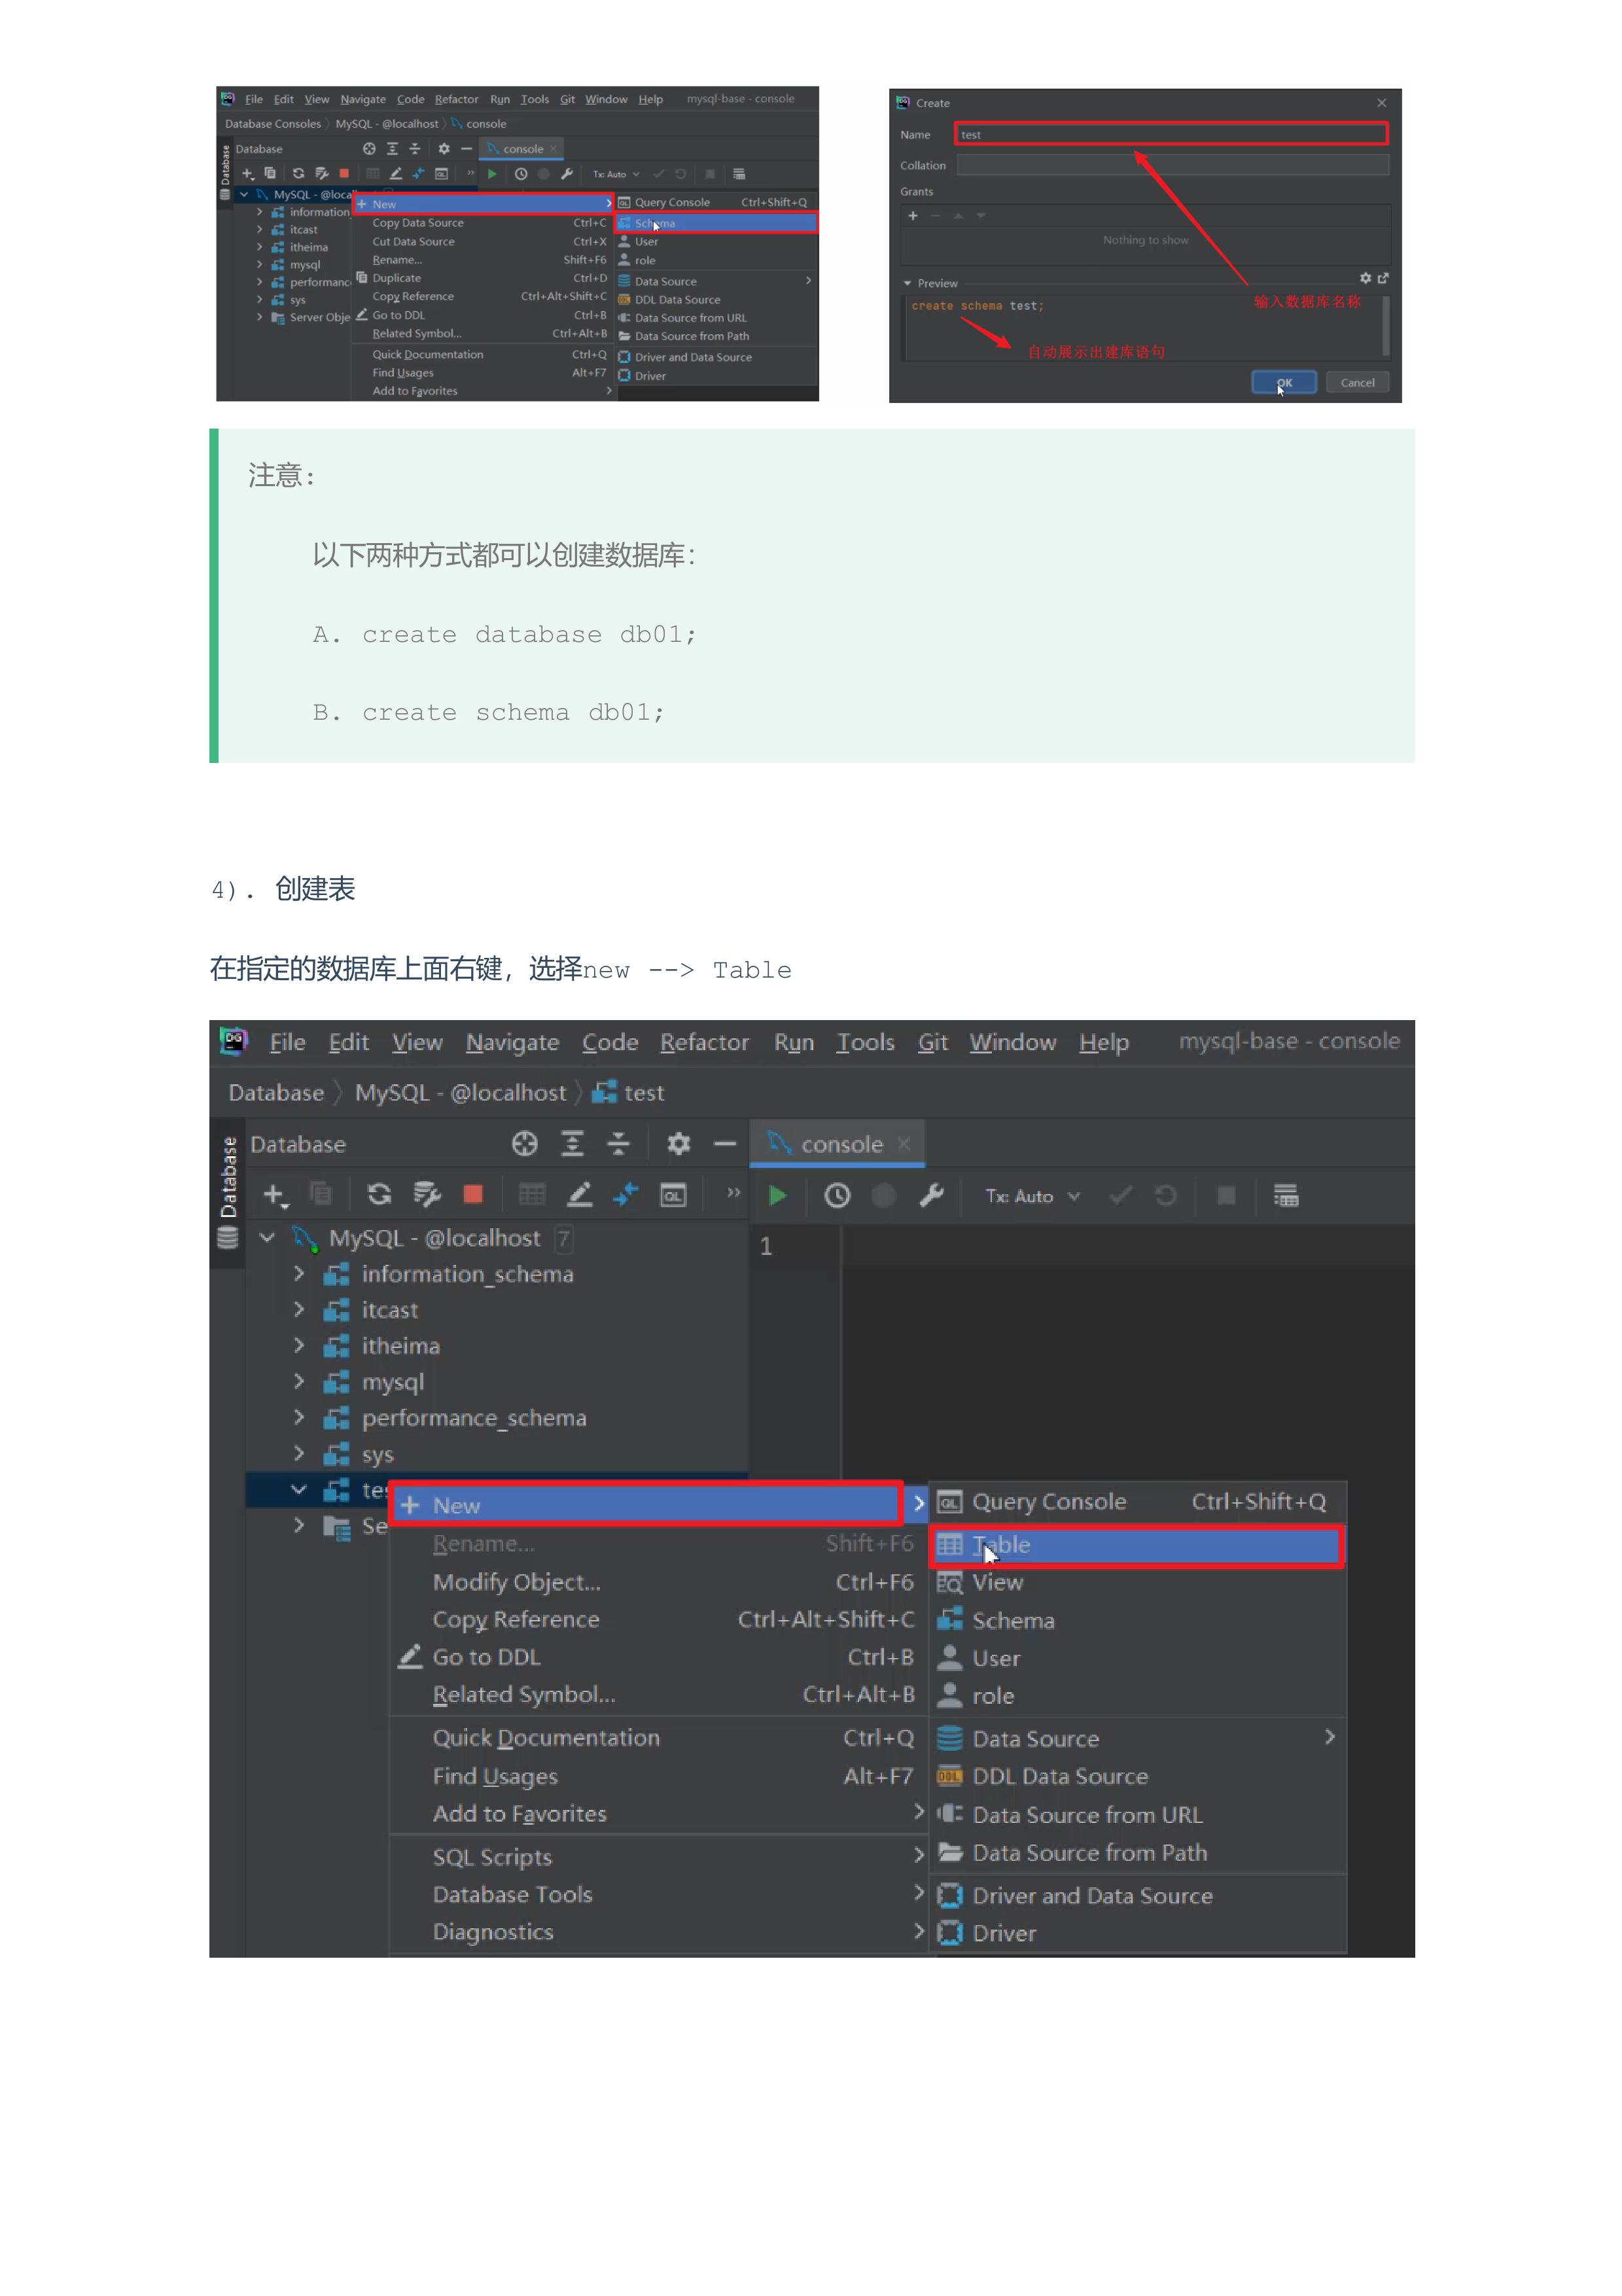 File Edit View Navigate Code Refactor Run Tools Git Window Help mysql-base - console
Database Consoles MySQL - @localhost console
Database console
Database
Tx: Auto
MySQL - @loca
information
itcast
itheima
mysql
performanc
sys
Server Obje
New
Copy Data Source Ctrl+C
Cut Data Source Ctrl+X
Rename... Shift+F6
Duplicate Ctrl+D
Copy Reference Ctrl+Alt+Shift+C
Go to DDL Ctrl+B
Related Symbol... Ctrl+Alt+B
Quick Documentation Ctrl+Q
Find Usages Alt+F7
Add to Favorites
Query Console Ctrl+Shift+Q
Schema
User
role
Data Source
DDL Data Source
Data Source from URL
Data Source from Path
Driver and Data Source
Driver
Create
Name test
Collation
Grants
Nothing to show
Preview
create schema test;
输入数据库名称
自动展示出建库语句
OK Cancel
注意：
以下两种方式都可以创建数据库：
A. create database db01;
B. create schema db01;
4). 创建表
在指定的数据库上面右键，选择new --> Table
DG File Edit View Navigate Code Refactor Run Tools Git Window Help mysql-base - console
Database MySQL - @localhost test
Database console
Database
QL Tx: Auto
MySQL - @localhost 7
1
information_schema
itcast
itheima
mysql
performance_schema
sys
tes
Se
New
Rename... Shift+F6
Modify Object... Ctrl+F6
Copy Reference Ctrl+Alt+Shift+C
Go to DDL Ctrl+B
Related Symbol... Ctrl+Alt+B
Quick Documentation Ctrl+Q
Find Usages Alt+F7
Add to Favorites
SQL Scripts
Database Tools
Diagnostics
QL Query Console Ctrl+Shift+Q
Table
View
Schema
User
role
Data Source
DDL DDL Data Source
Data Source from URL
Data Source from Path
Driver and Data Source
Driver